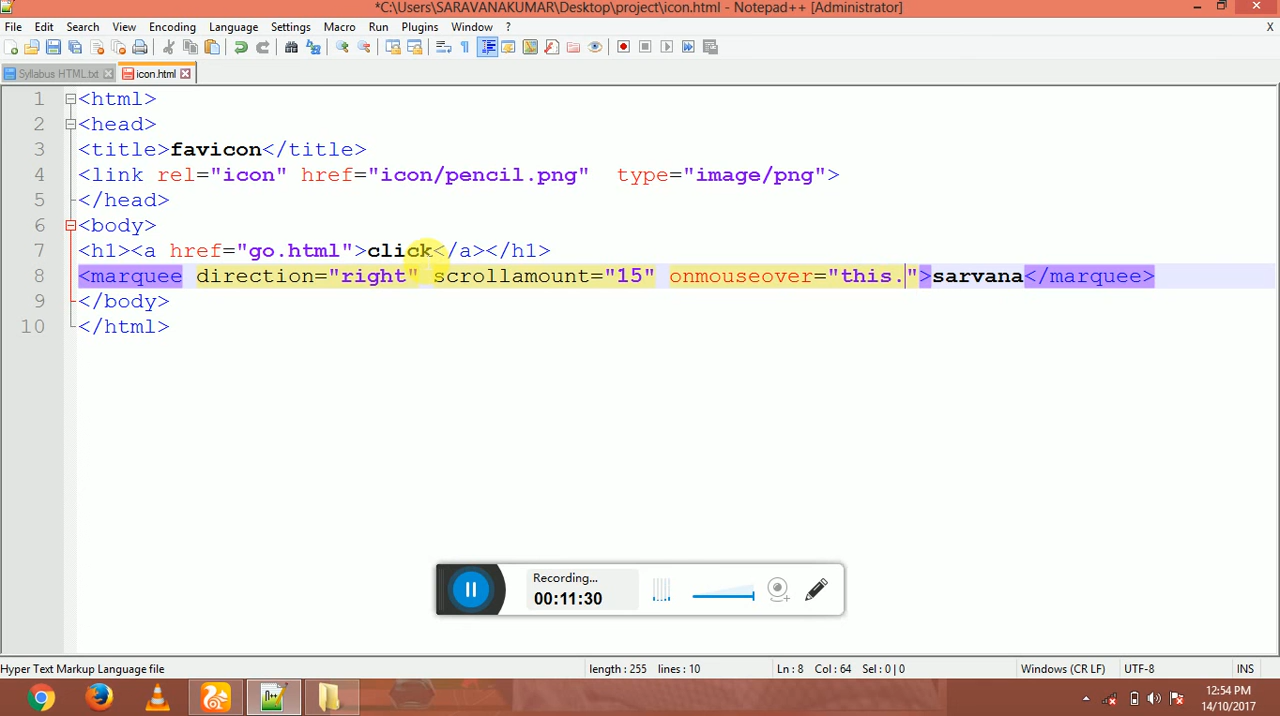 *C:\Users\SARAVANAKUMAR\Desktop\project\icon.html - Notepad++ [Administrator]
File Edit Search View Encoding Language Settings Macro Run Plugins Window ? X
Syllabus HTML.txt icon.html
1 <html>
2 <head>
3 <title>favicon</title>
4 <link rel="icon" href="icon/pencil.png"  type="image/png">
5 </head>
6 <body>
7 <h1><a href="go.html">click</a></h1>
8 <marquee direction="right" scrollamount="15" onmouseover="this.">sarvana</marquee>
9 </body>
10 </html>
Recording...
00:11:30
Hyper Text Markup Language file length : 255 lines : 10 Ln : 8 Col : 64 Sel : 0 | 0 Windows (CR LF) UTF-8 INS
12:54 PM
14/10/2017